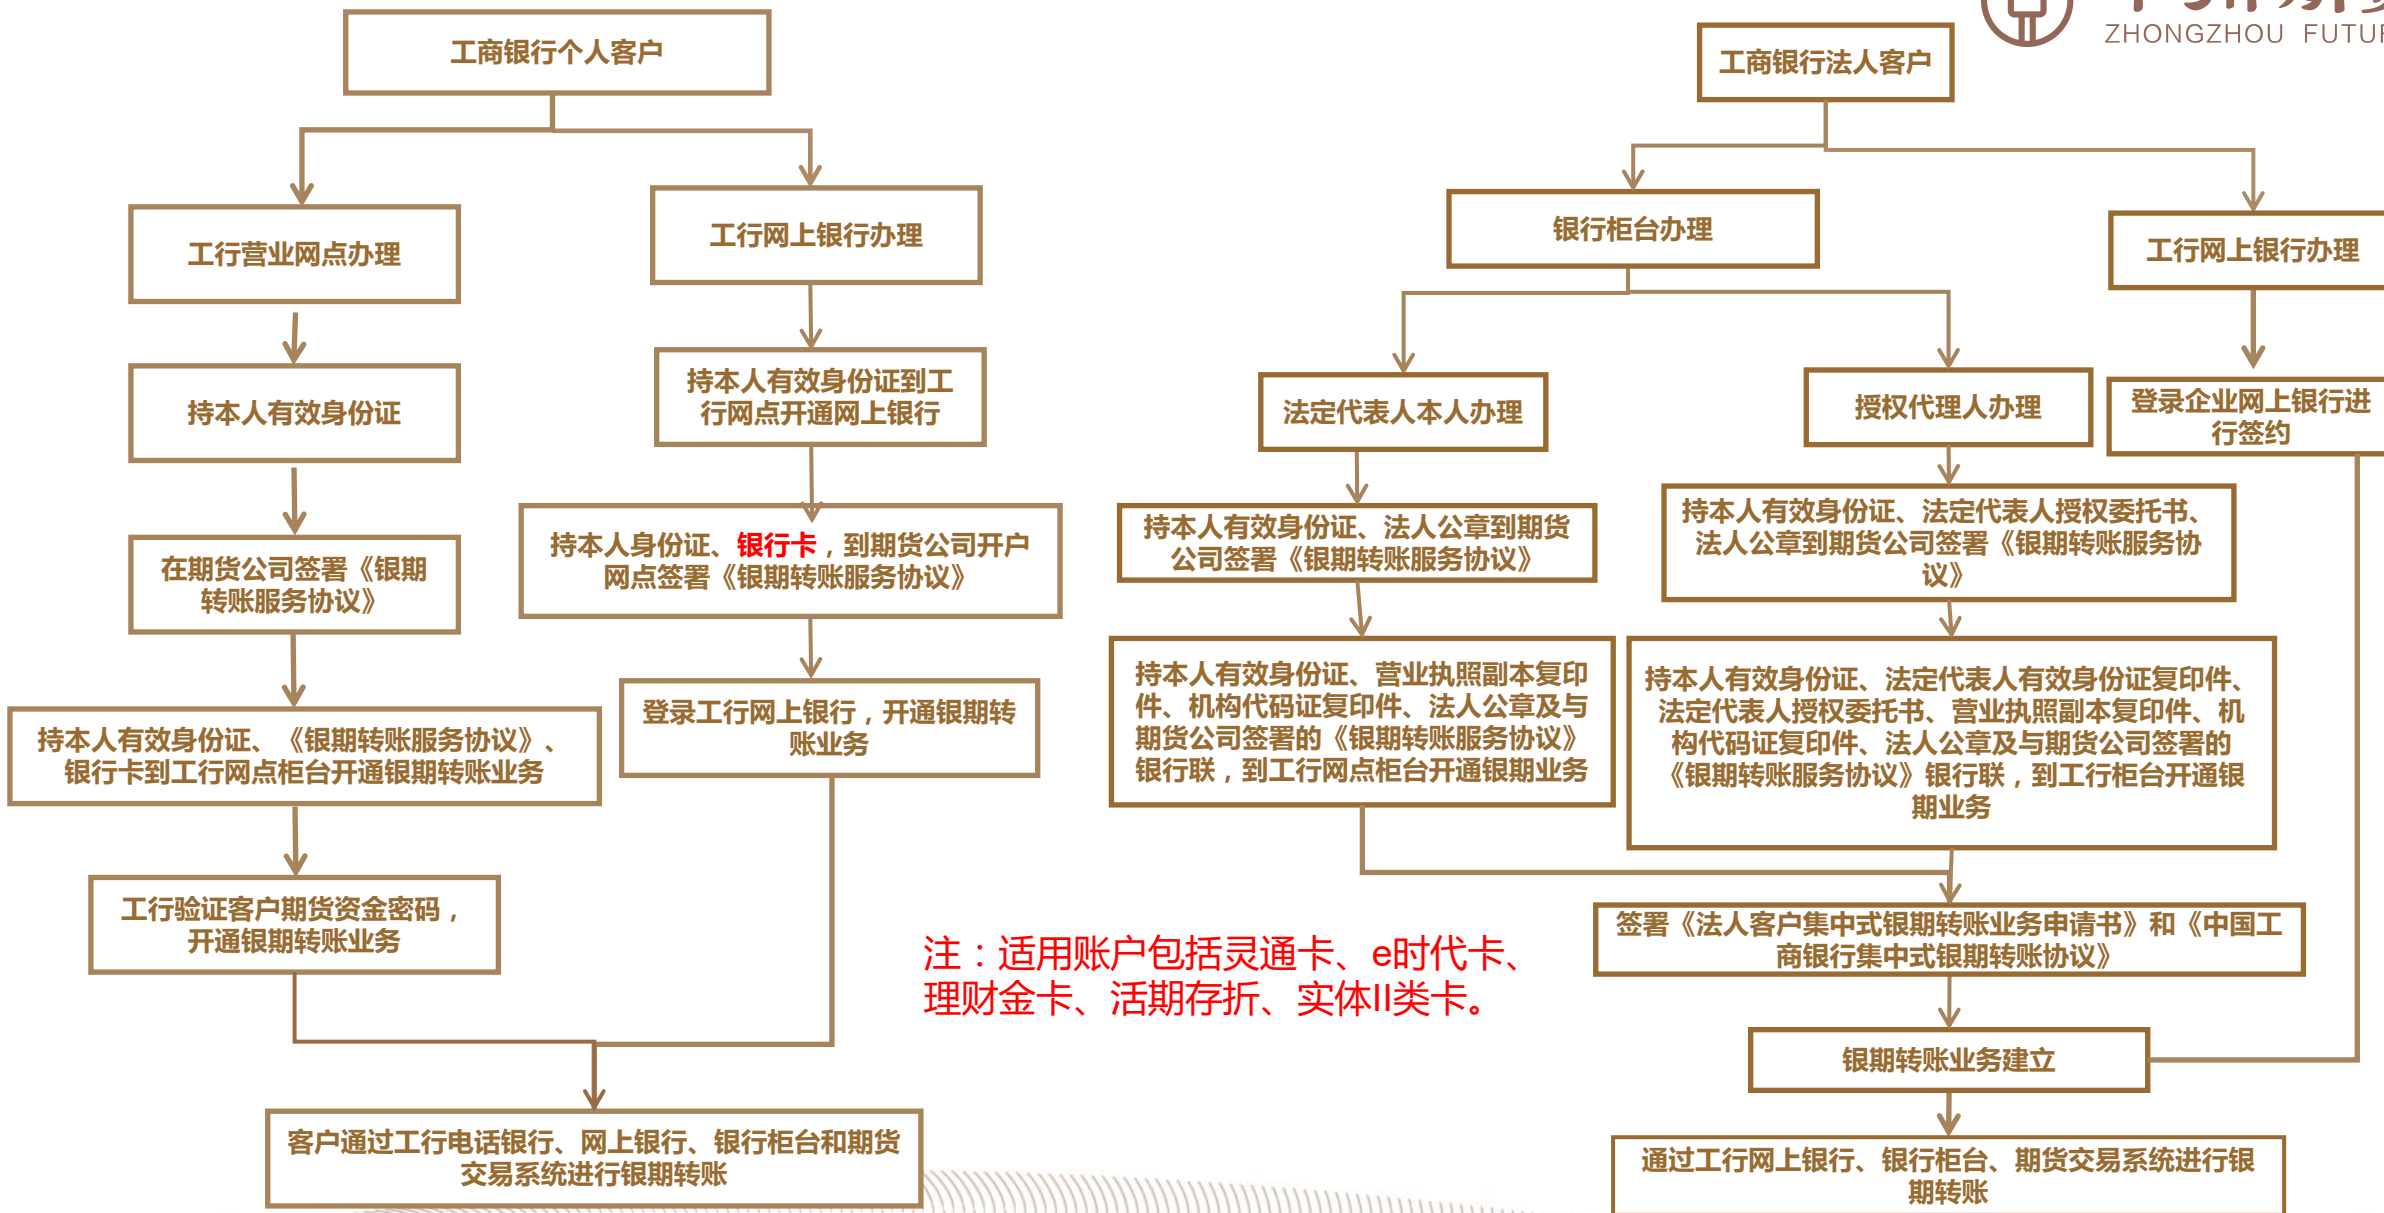 工商银行个人客户
工行营业网点办理
持本人有效身份证
在期货公司签署《银期
转账服务协议》
持本人有效身份证、《银期转账服务协议》、
银行卡到工行网点柜台开通银期转账业务
工行验证客户期货资金密码，
开通银期转账业务
工行网上银行办理
持本人有效身份证到工
行网点开通网上银行
持本人身份证、银行卡，到期货公司开户
网点签署《银期转账服务协议》
登录工行网上银行，开通银期转
账业务
客户通过工行电话银行、网上银行、银行柜台和期货
交易系统进行银期转账
注：适用账户包括灵通卡、e时代卡、
理财金卡、活期存折、实体II类卡。
ZHONGZHOU FUTUR
工商银行法人客户
银行柜台办理
法定代表人本人办理
持本人有效身份证、法人公章到期货
公司签署《银期转账服务协议》
持本人有效身份证、营业执照副本复印
件、机构代码证复印件、法人公章及与
期货公司签署的《银期转账服务协议》
银行联，到工行网点柜台开通银期业务
授权代理人办理
持本人有效身份证、法定代表人授权委托书、
法人公章到期货公司签署《银期转账服务协
议》
持本人有效身份证、法定代表人有效身份证复印件、
法定代表人授权委托书、营业执照副本复印件、机
构代码证复印件、法人公章及与期货公司签署的
《银期转账服务协议》银行联，到工行柜台开通银
期业务
工行网上银行办理
登录企业网上银行进
行签约
签署《法人客户集中式银期转账业务申请书》和《中国工
商银行集中式银期转账协议》
银期转账业务建立
通过工行网上银行、银行柜台、期货交易系统进行银
期转账